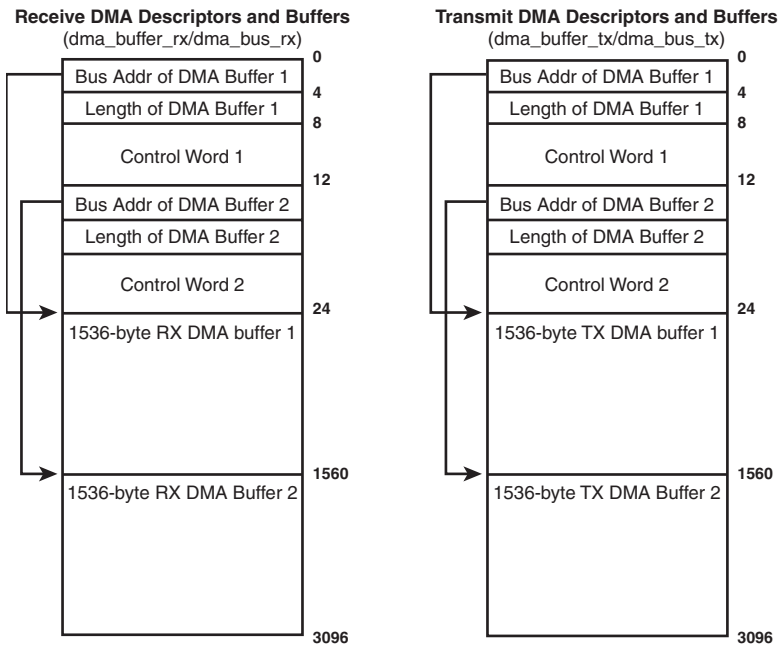 Receive DMA Descriptors and Buffers
(dma_buffer_rx/dma_bus_rx)
0
Bus Addr of DMA Buffer 1
4
Length of DMA Buffer 1
8
Control Word 1
12
Bus Addr of DMA Buffer 2
Length of DMA Buffer 2
Control Word 2
24
1536-byte RX DMA buffer 1
1560
1536-byte RX DMA Buffer 2
3096
Transmit DMA Descriptors and Buffers
(dma_buffer_tx/dma_bus_tx)
0
Bus Addr of DMA Buffer 1
4
Length of DMA Buffer 1
8
Control Word 1
12
Bus Addr of DMA Buffer 2
Length of DMA Buffer 2
Control Word 2
24
1536-byte TX DMA buffer 1
1560
1536-byte TX DMA Buffer 2
3096